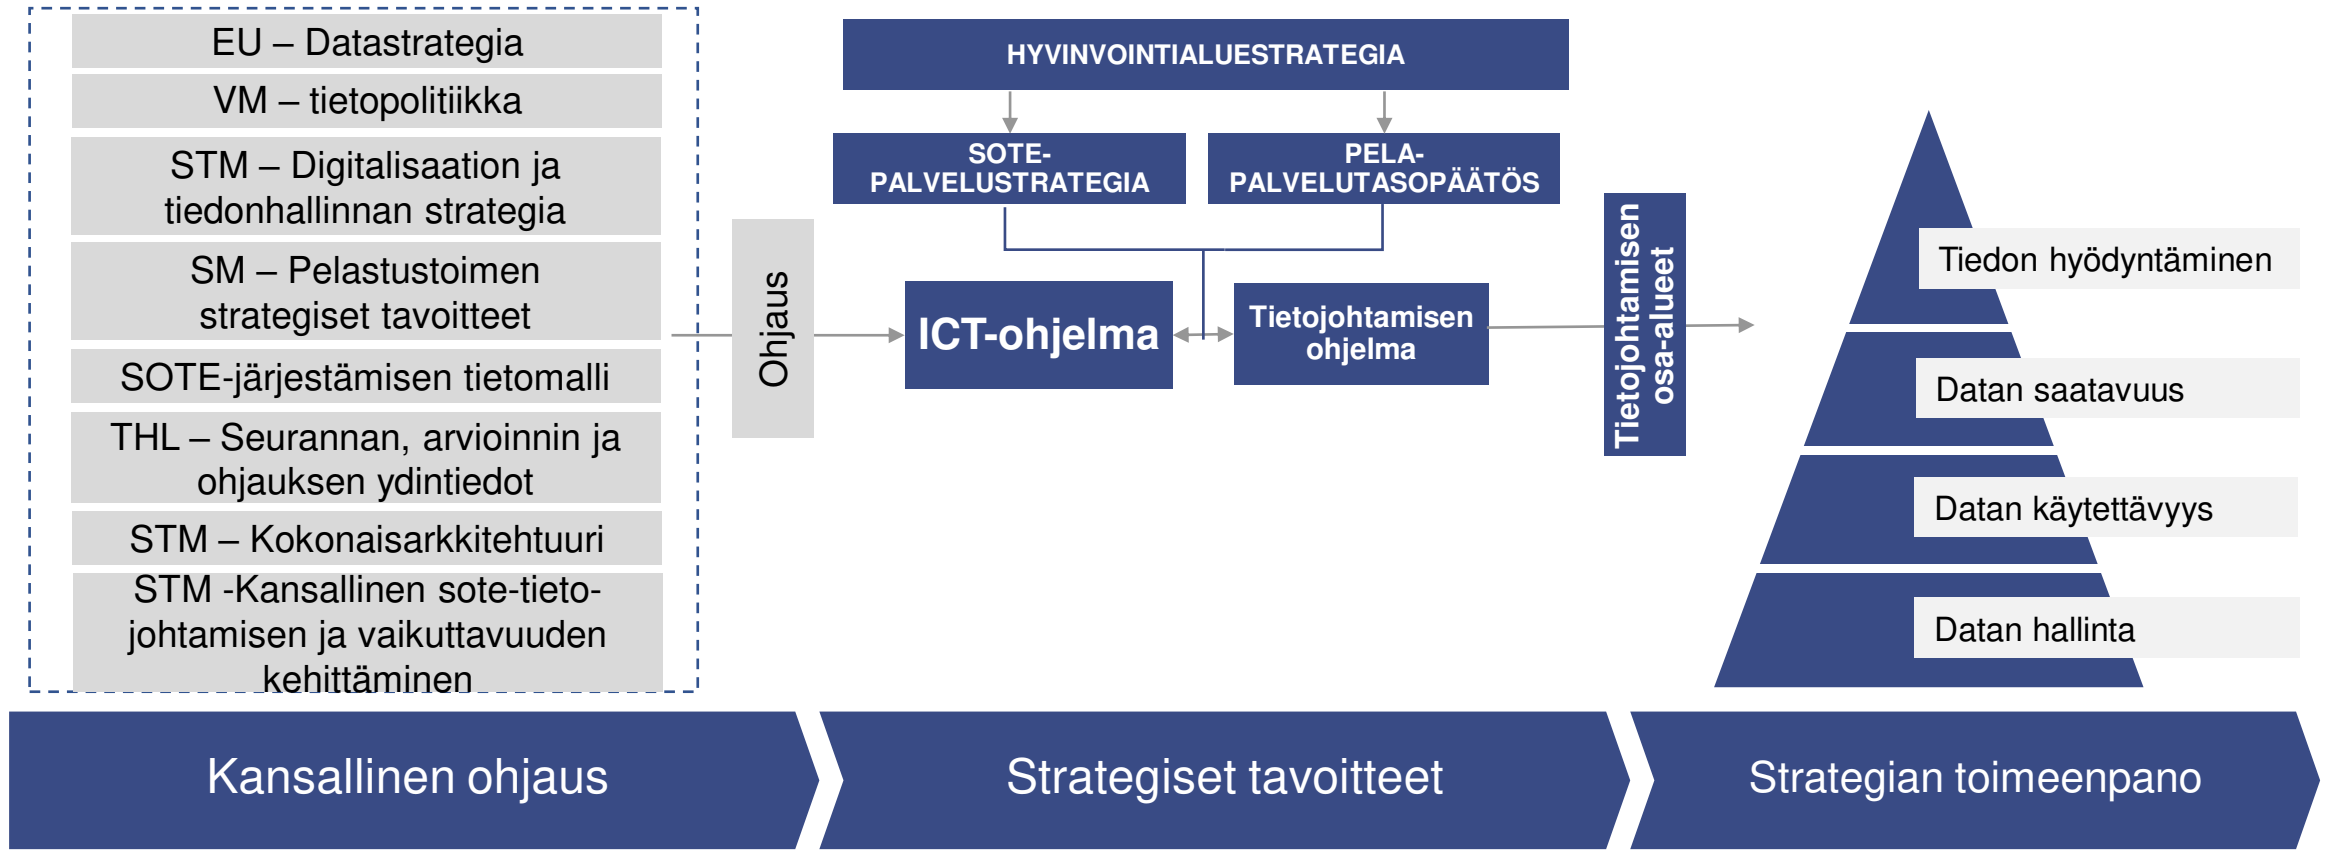 EU – Datastrategia
VM – tietopolitiikka
STM – Digitalisaation ja
tiedonhallinnan strategia
SM – Pelastustoimen
strategiset tavoitteet
SOTE-järjestämisen tietomalli
THL – Seurannan, arvioinnin ja
ohjauksen ydintiedot
STM – Kokonaisarkkitehtuuri
STM -Kansallinen sote-tieto-
johtamisen ja vaikuttavuuden
kehittäminen
Ohjaus
HYVINVOINTIALUESTRATEGIA
SOTE-
PALVELUSTRATEGIA
PELA-
PALVELUTASOPÄÄTÖS
ICT-ohjelma
Tietojohtamisen
ohjelma
Tietojohtamisen
osa-alueet
Tiedon hyödyntäminen
Datan saatavuus
Datan käytettävyys
Datan hallinta
Kansallinen ohjaus
Strategiset tavoitteet
Strategian toimeenpano